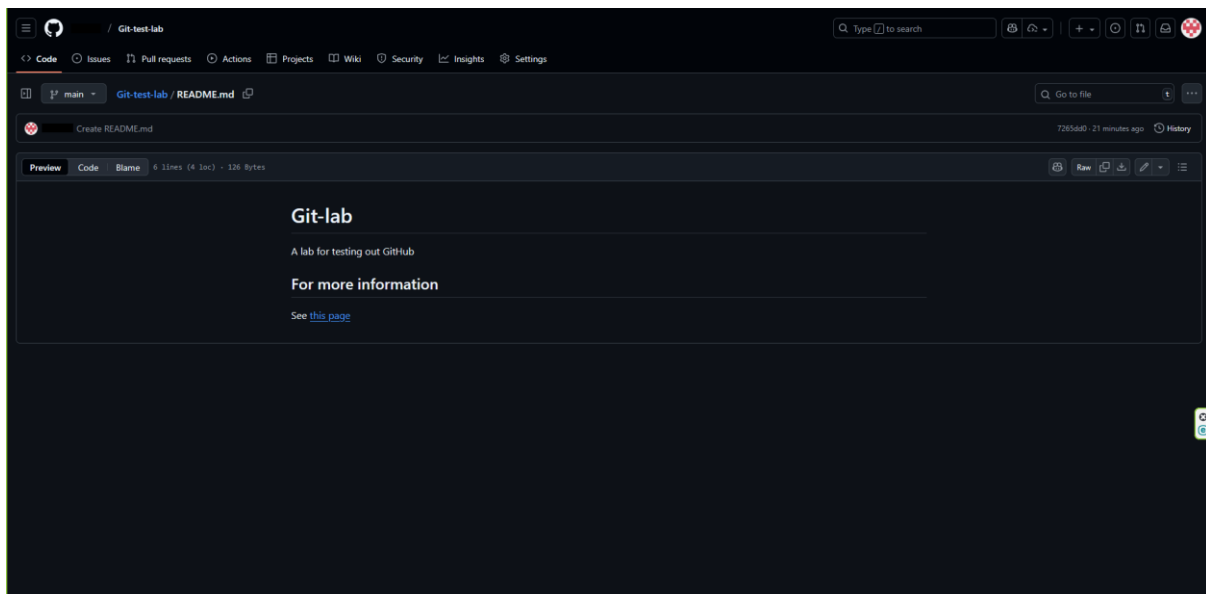 / Git-test-lab
Type / to search
Code Issues Pull requests Actions Projects Wiki Security Insights Settings
main Git-test-lab / README.md
Go to file t
Create README.md
7265dd0 · 21 minutes ago History
Preview Code Blame 6 lines (4 loc) · 126 Bytes
Raw
Git-lab
A lab for testing out GitHub
For more information
See this page